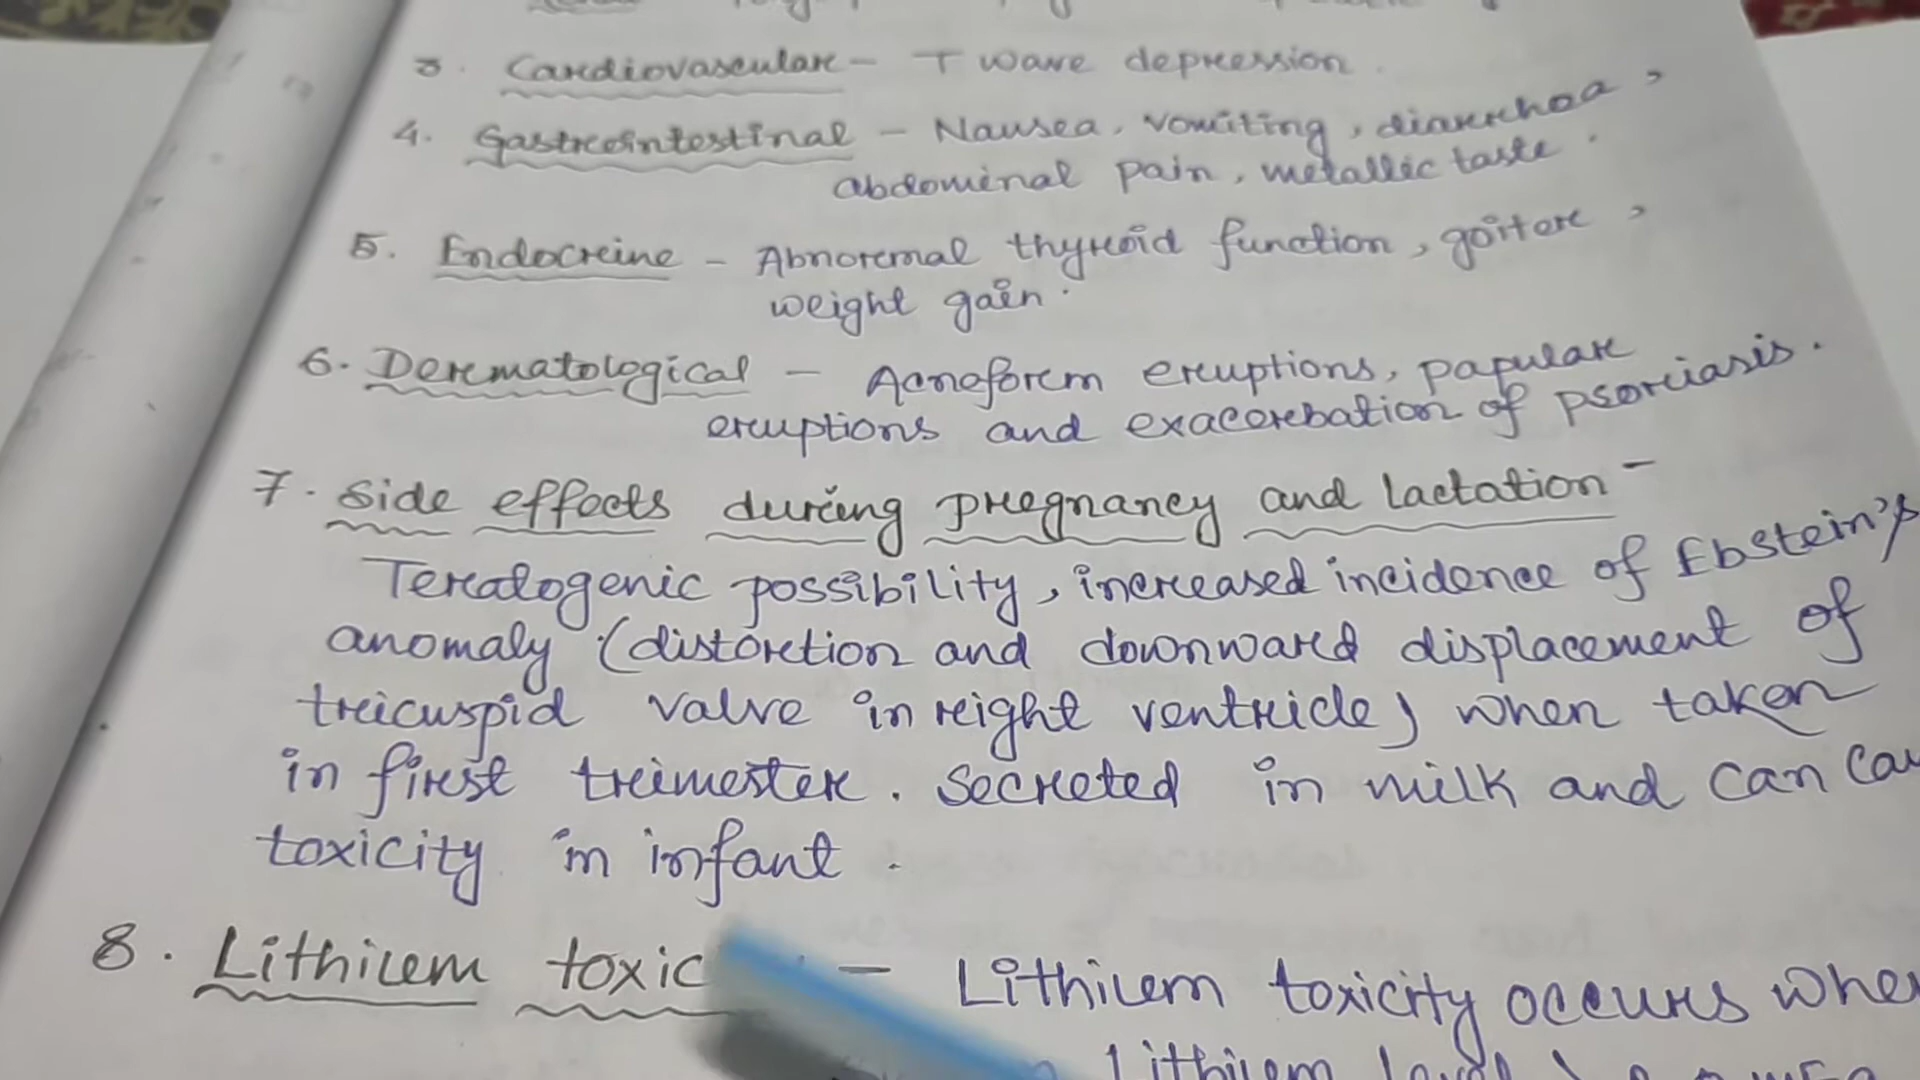 3. Cardiovascular - T wave depression.
4. Gastrointestinal - Nausea, vomiting, diarrhoea,
abdominal pain, metallic taste.
5. Endocrine - Abnormal thyroid function, goiter,
weight gain.
6. Dermatological - Acneform eruptions, papular
eruptions and exacerbation of psoriasis.
7. Side effects during pregnancy and lactation -
Teratogenic possibility, increased incidence of Ebstein's
anomaly (distortion and downward displacement of
tricuspid valve in right ventricle) when taken
in first trimester. Secreted in milk and can cau
toxicity in infant.
8. Lithium toxic - Lithium toxicity occurs whe
Lithium